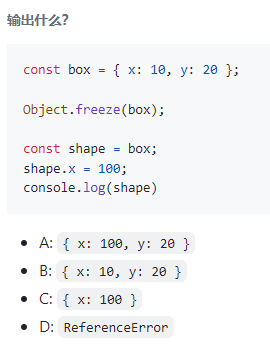 输出什么?
const box = { x: 10, y: 20 };
Object.freeze(box);
const shape = box;
shape.x = 100;
console.log(shape)
A: { x: 100, y: 20 }
B: { x: 10, y: 20 }
C: { x: 100 }
D: ReferenceError